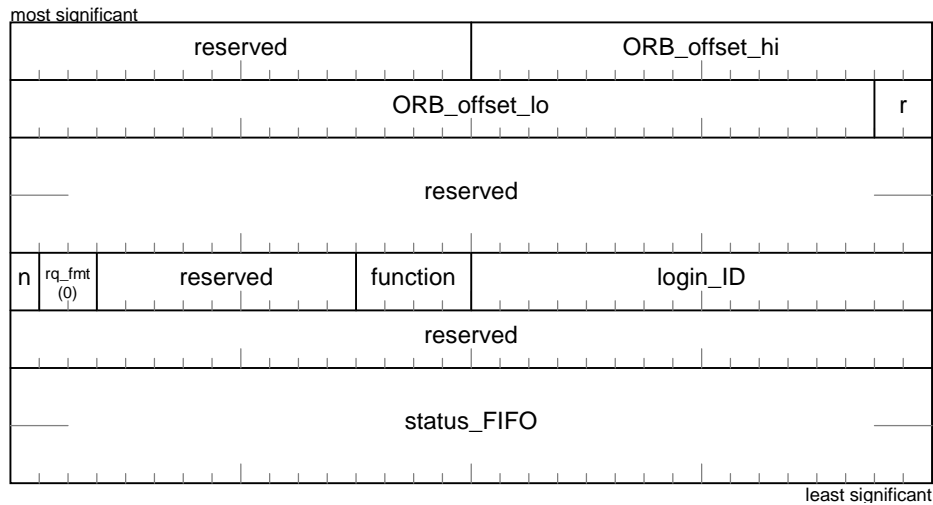 most significant
reserved ORB_offset_hi
ORB_offset_lo r
reserved
n rq_fmt (0) reserved function login_ID
reserved
status_FIFO
least significant